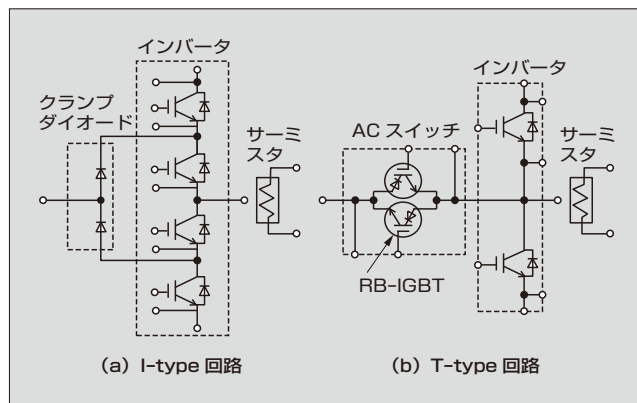 インバータ
クランプ
ダイオード
サーミ
スタ
(a) I-type 回路
インバータ
AC スイッチ
サーミ
スタ
RB-IGBT
(b) T-type 回路